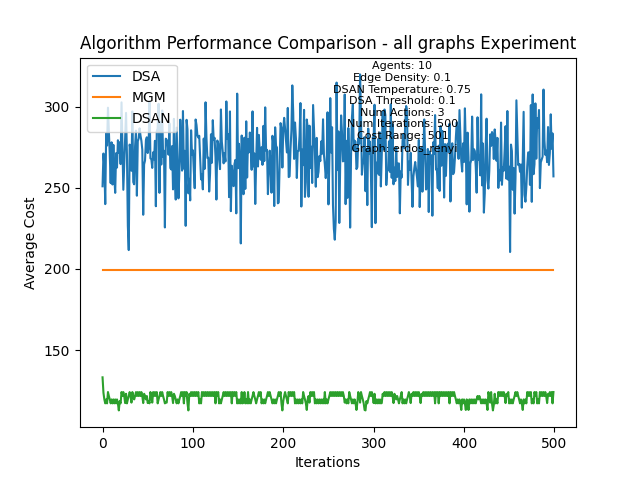 Algorithm Performance Comparison - all graphs Experiment
DSA
MGM
DSAN
Agents: 10
Edge Density: 0.1
DSAN Temperature: 0.75
DSA Threshold: 0.1
Num Actions: 3
Num Iterations: 500
Cost Range: 501
Graph: erdos_renyi
Average Cost
300
250
200
150
0
100
200
300
400
500
Iterations